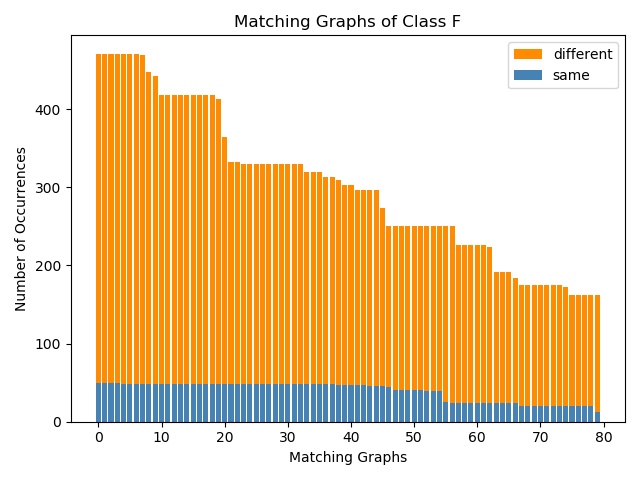 Matching Graphs of Class F
different
same
Number of Occurrences
400
300
200
100
0
0 10 20 30 40 50 60 70 80
Matching Graphs